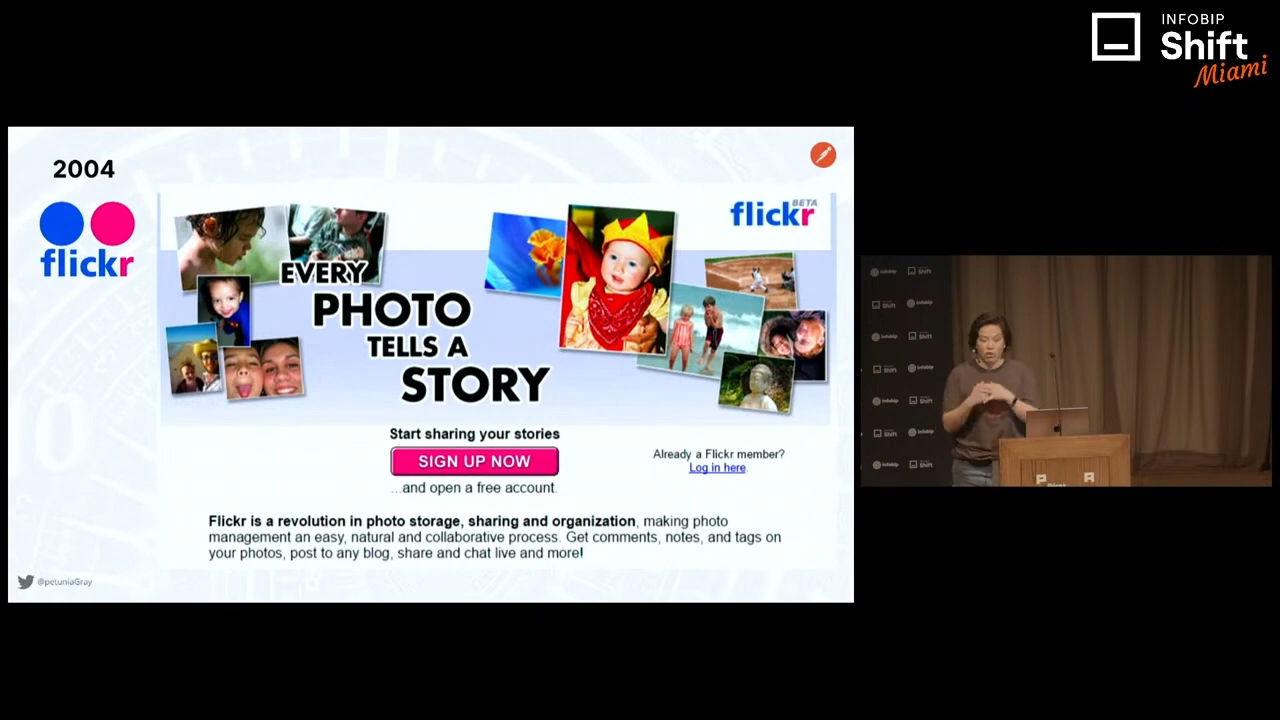 INFOBIP
Shift
Miami
2004
flickr
BETA
flickr
EVERY
PHOTO
TELLS A
STORY
Start sharing your stories
SIGN UP NOW
...and open a free account.
Already a Flickr member?
Log in here.
Flickr is a revolution in photo storage, sharing and organization, making photo
management an easy, natural and collaborative process. Get comments, notes, and tags on
your photos, post to any blog, share and chat live and more!
@petuniaGray
infobip
Shift